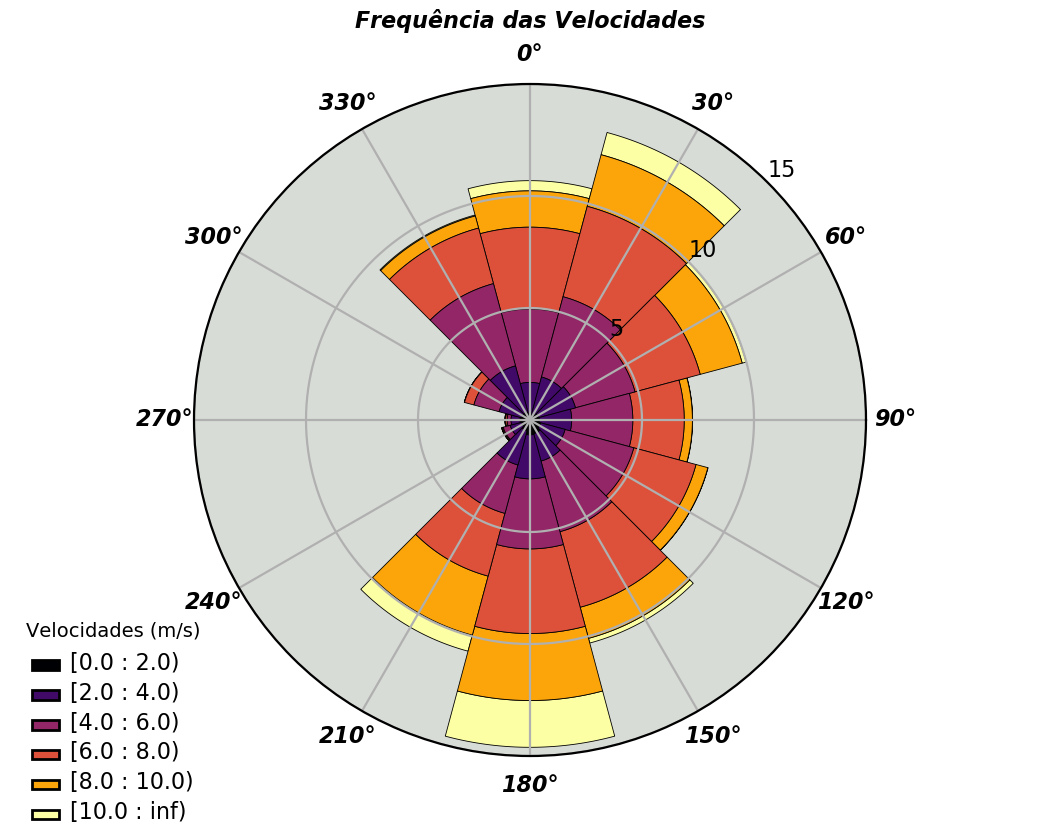 Frequência das Velocidades
0°
330°
30°
15
300°
60°
10
5
270°
90°
240°
120°
210°
150°
180°
Velocidades (m/s)
[0.0 : 2.0)
[2.0 : 4.0)
[4.0 : 6.0)
[6.0 : 8.0)
[8.0 : 10.0)
[10.0 : inf)